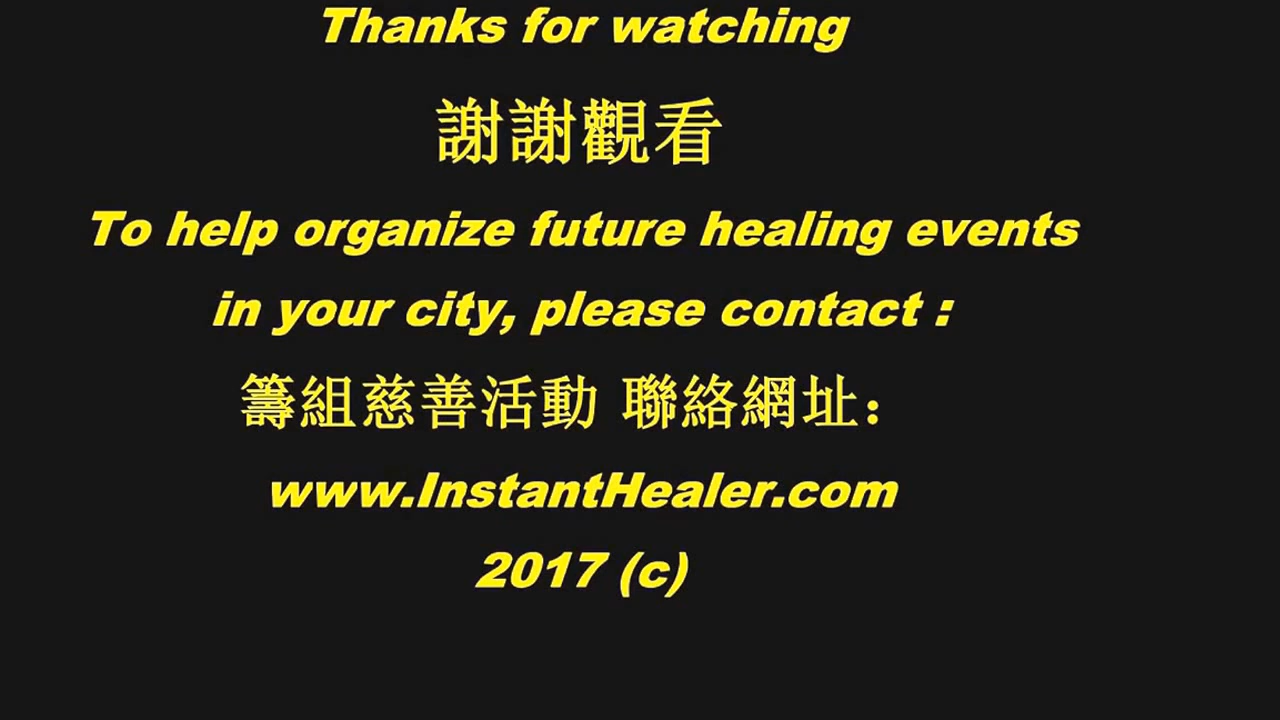 Thanks for watching
謝謝觀看
To help organize future healing events
in your city, please contact :
籌組慈善活動 聯絡網址：
www.InstantHealer.com
2017 (c)